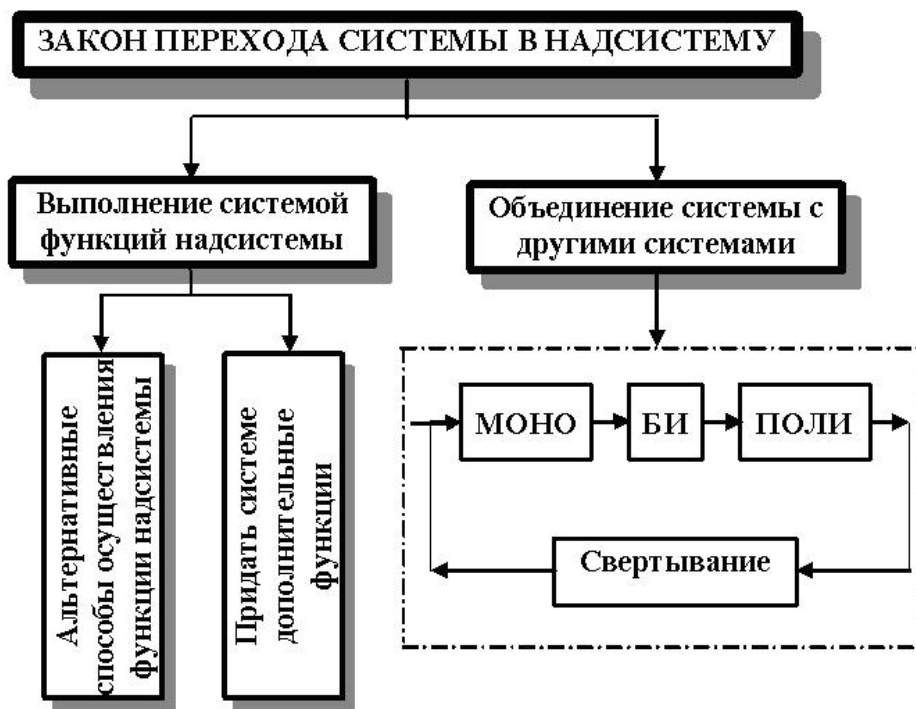 ЗАКОН ПЕРЕХОДА СИСТЕМЫ В НАДСИСТЕМУ
Выполнение системой
функций надсистемы
Объединение системы с
другими системами
Альтернативные
способы осуществления
функции надсистемы
Придать системе
дополнительные
функции
МОНО
БИ
ПОЛИ
Свертывание